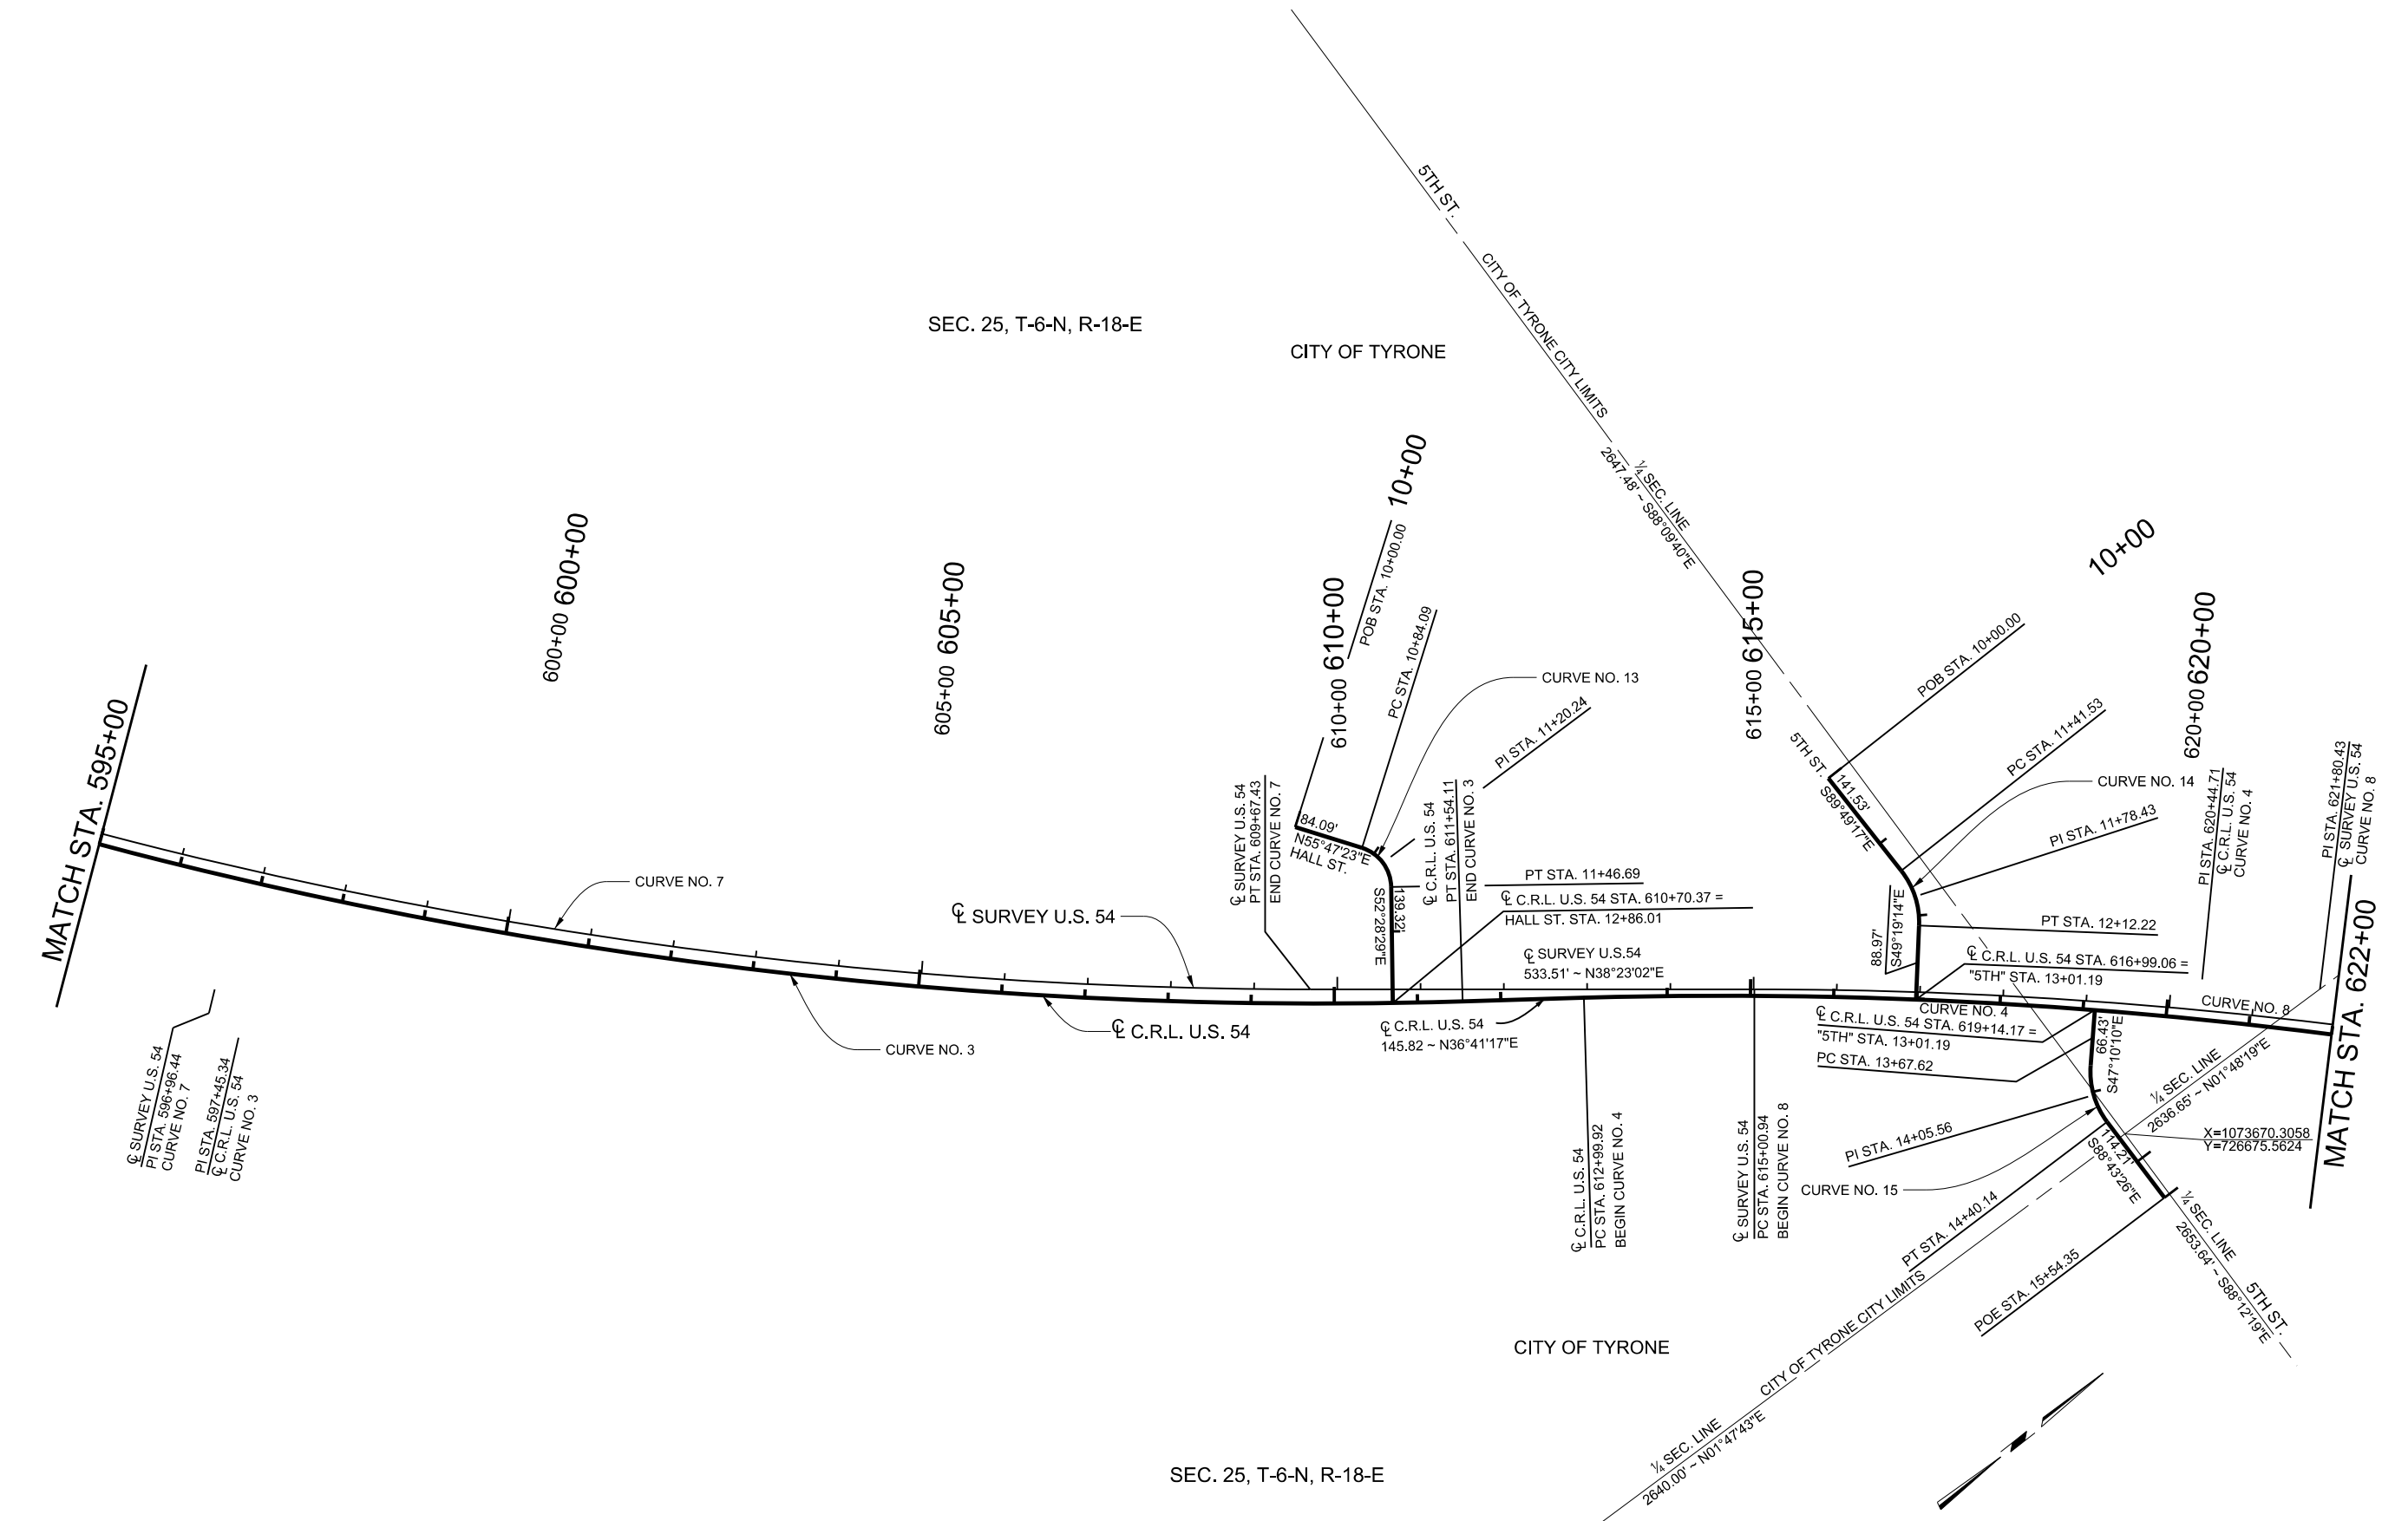 5TH ST.
CITY OF TYRONE CITY LIMITS
¼ SEC. LINE
2647.48' ~ S88°09'40"E
SEC. 25, T-6-N, R-18-E
CITY OF TYRONE
MATCH STA. 595+00
600+00 600+00
605+00 605+00
610+00 610+00
10+00
POB STA. 10+00.00
PC STA. 10+84.09
CURVE NO. 13
PI STA. 11+20.24
615+00 615+00
10+00
POB STA. 10+00.00
PC STA. 11+41.53
CURVE NO. 14
PI STA. 11+78.43
PT STA. 12+12.22
620+00 620+00
PI STA. 620+44.71
℄ C.R.L. U.S. 54
CURVE NO. 4
PI STA. 621+80.43
℄ SURVEY U.S. 54
CURVE NO. 8
5TH ST.
141.53'
S89°49'17"E
88.97'
S49°19'14"E
℄ C.R.L. U.S. 54 STA. 616+99.06 =
"5TH" STA. 13+01.19
℄ SURVEY U.S. 54
PT STA. 609+67.43
END CURVE NO. 7
84.09'
N55°47'23"E
HALL ST.
℄ C.R.L. U.S. 54
PT STA. 611+54.11
END CURVE NO. 3
S52°28'29"E
139.32'
PT STA. 11+46.69
℄ C.R.L. U.S. 54 STA. 610+70.37 =
HALL ST. STA. 12+86.01
℄ SURVEY U.S.54
533.51' ~ N38°23'02"E
CURVE NO. 7
℄ SURVEY U.S. 54
℄ C.R.L. U.S. 54
CURVE NO. 3
℄ C.R.L. U.S. 54
145.82 ~ N36°41'17"E
CURVE NO. 4
CURVE NO. 8
MATCH STA. 622+00
℄ C.R.L. U.S. 54 STA. 619+14.17 =
"5TH" STA. 13+01.19
PC STA. 13+67.62
66.43'
S47°10'10"E
¼ SEC. LINE
2636.65' ~ N01°48'19"E
X=1073670.3058
Y=726675.5624
℄ SURVEY U.S. 54
PI STA. 596+96.44
CURVE NO. 7
PI STA. 597+45.34
℄ C.R.L. U.S. 54
CURVE NO. 3
℄ C.R.L. U.S. 54
PC STA. 612+99.92
BEGIN CURVE NO. 4
℄ SURVEY U.S. 54
PC STA. 615+00.94
BEGIN CURVE NO. 8
PI STA. 14+05.56
CURVE NO. 15
114.21'
S88°43'26"E
PT STA. 14+40.14
POE STA. 15+54.35
¼ SEC. LINE
5TH ST.
2653.64' ~ S88°12'19"E
CITY OF TYRONE
CITY OF TYRONE CITY LIMITS
¼ SEC. LINE
2640.00' ~ N01°47'43"E
SEC. 25, T-6-N, R-18-E